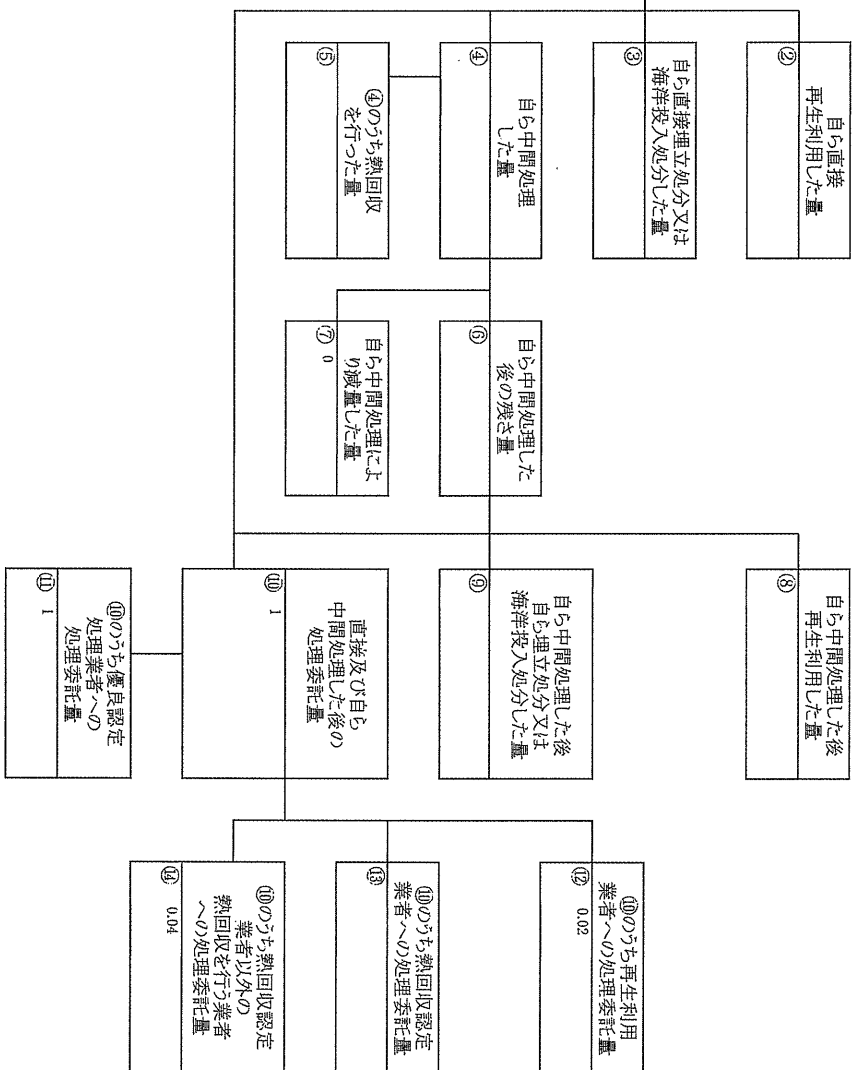 ②
自ら直接
再生利用した量
③
自ら直接埋立処分又は
海洋投入処分した量
④
自ら中間処理
した量
⑤
④のうち熱回収
を行った量
⑥
自ら中間処理した
後の残さ量
⑦
自ら中間処理によ
り減量した量
0
⑧
自ら中間処理した後
再生利用した量
⑨
自ら中間処理した後
自ら埋立処分又は
海洋投入処分した量
⑩
直接及び自ら
中間処理した後の
処理委託量
1
⑪
⑩のうち優良認定
処理業者への
処理委託量
1
⑫
⑩のうち再生利用
業者への処理委託量
0.02
⑬
⑩のうち熱回収認定
業者への処理委託量
⑭
⑩のうち熱回収認定
業者以外の
熱回収を行う業者
への処理委託量
0.04